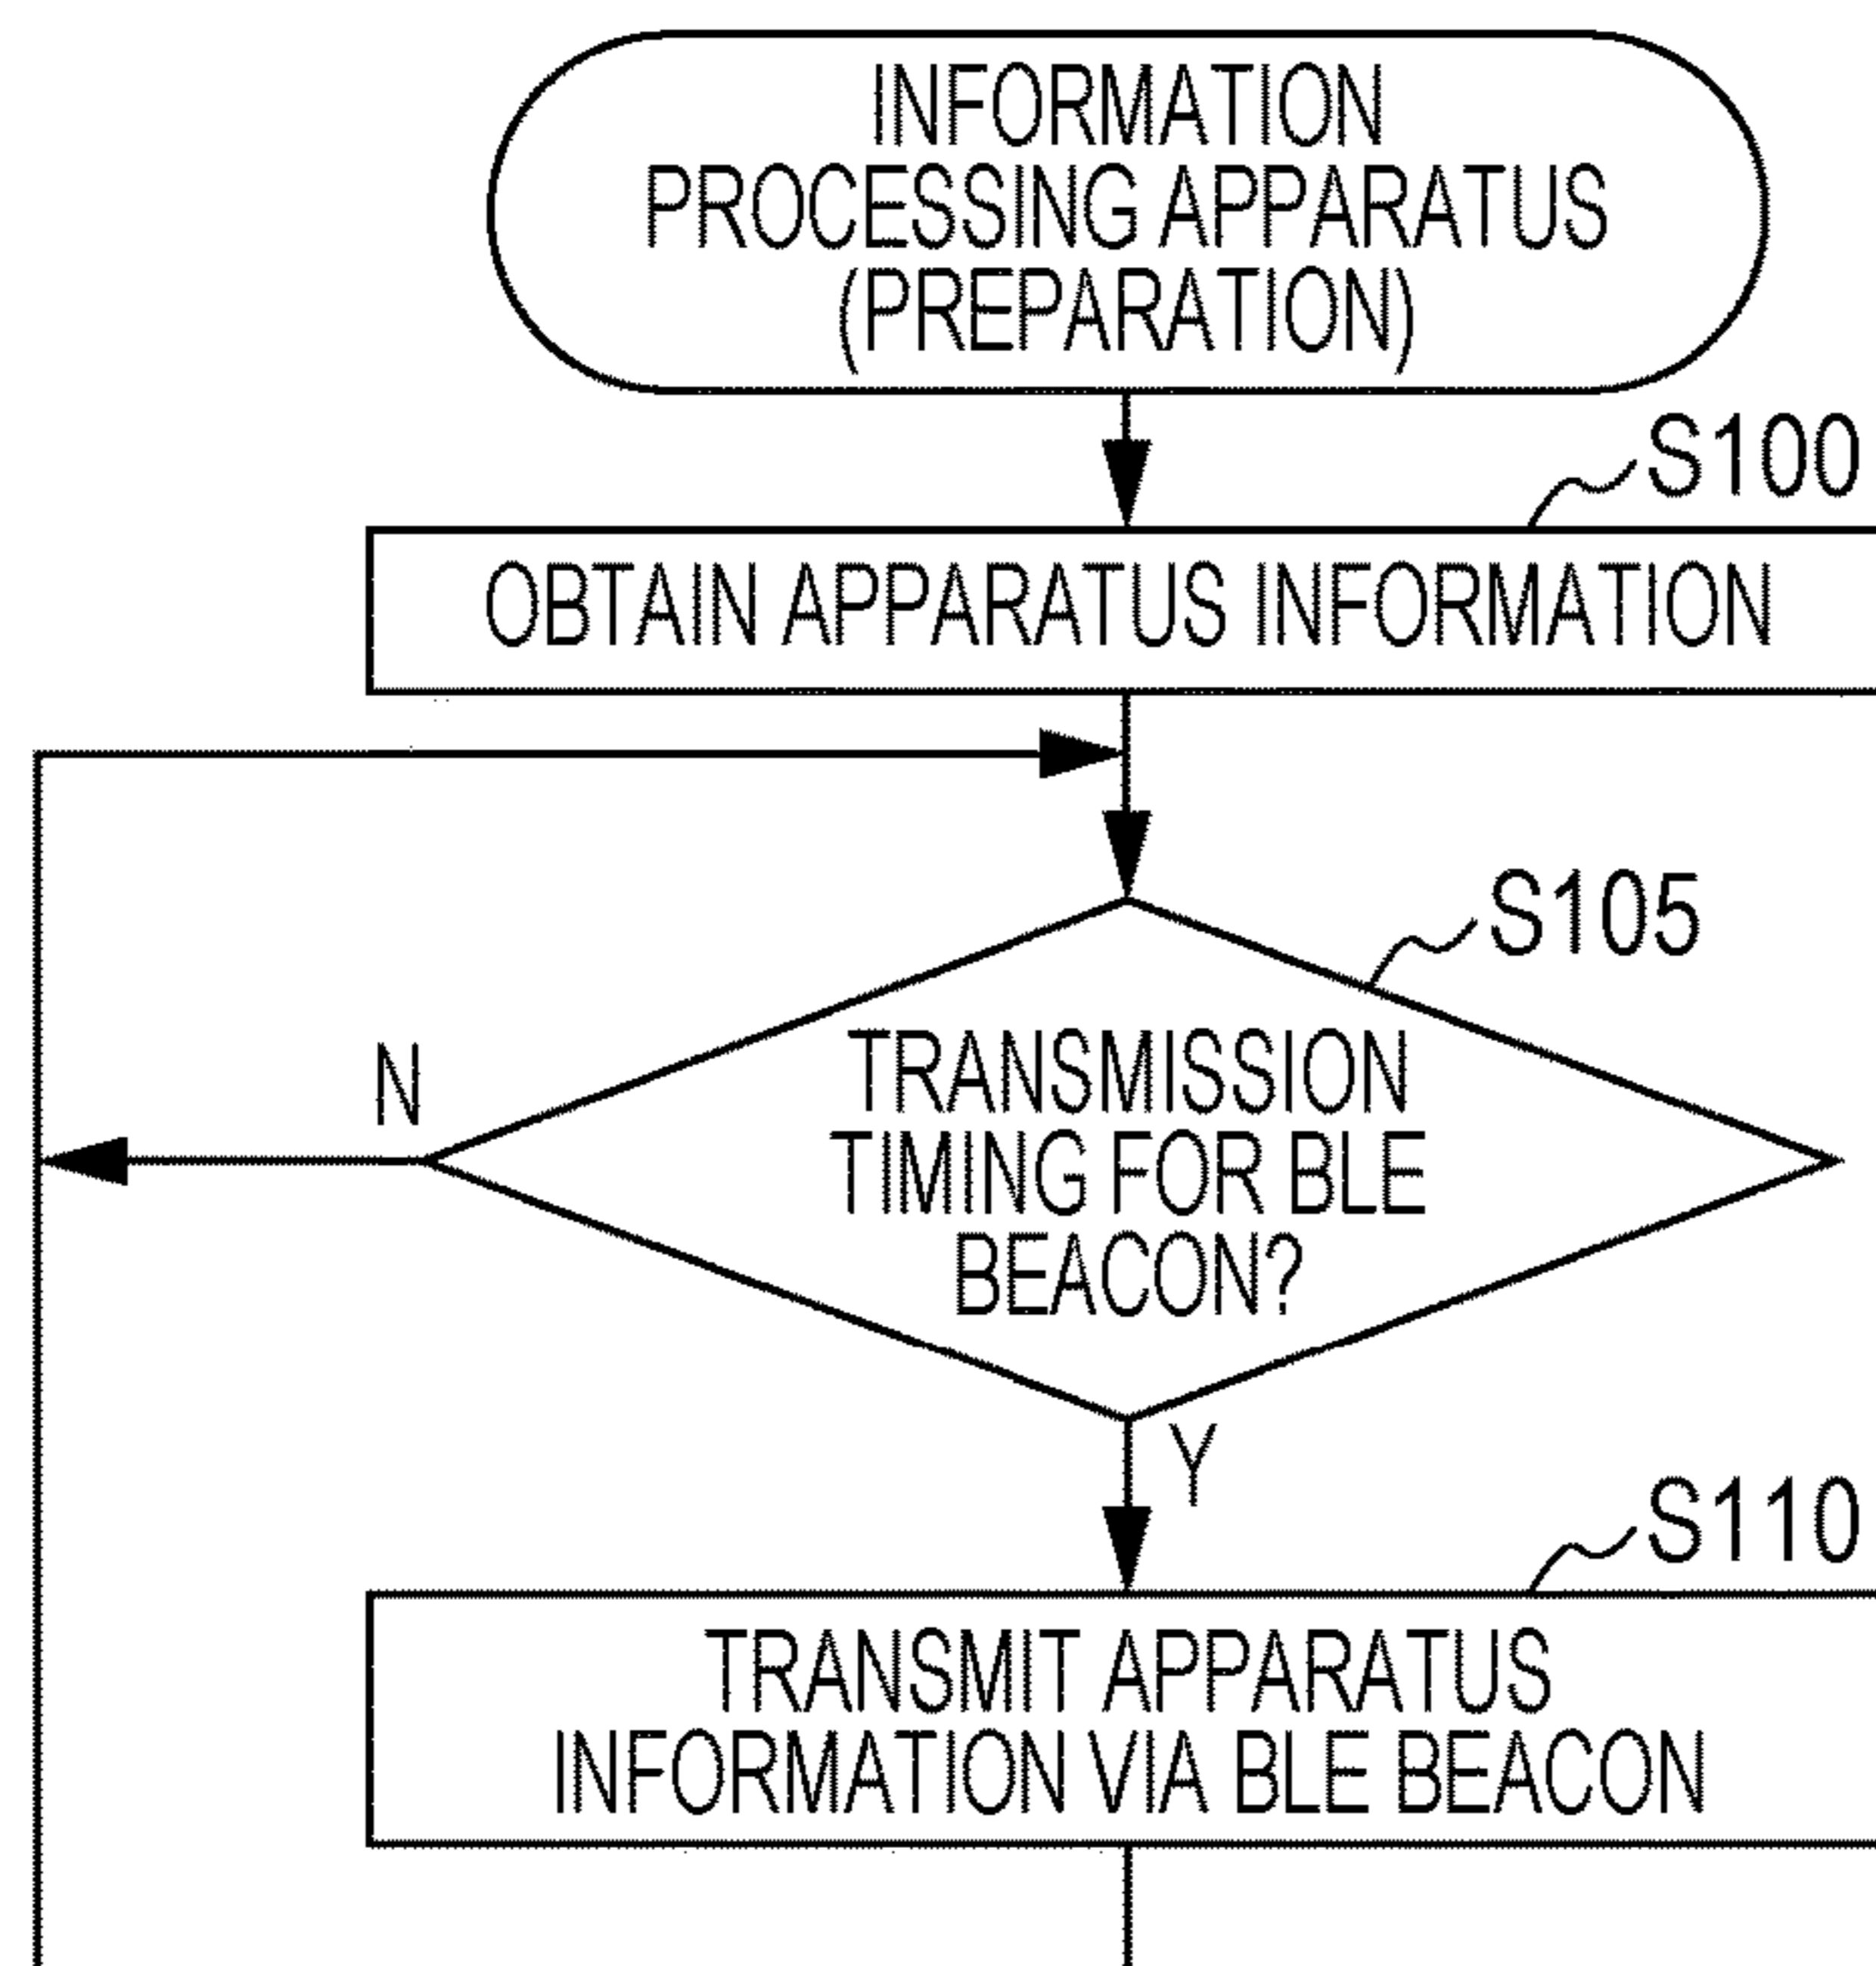 INFORMATION
PROCESSING APPARATUS
(PREPARATION)
S100
OBTAIN APPARATUS INFORMATION
S105
TRANSMISSION
TIMING FOR BLE
BEACON?
N
Y
S110
TRANSMIT APPARATUS
INFORMATION VIA BLE BEACON